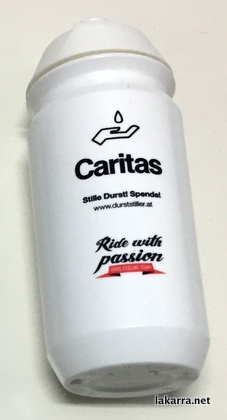 Caritas
Stille Durst! Spende!
www.durststiller.at
Ride with
passion
lakarra.net